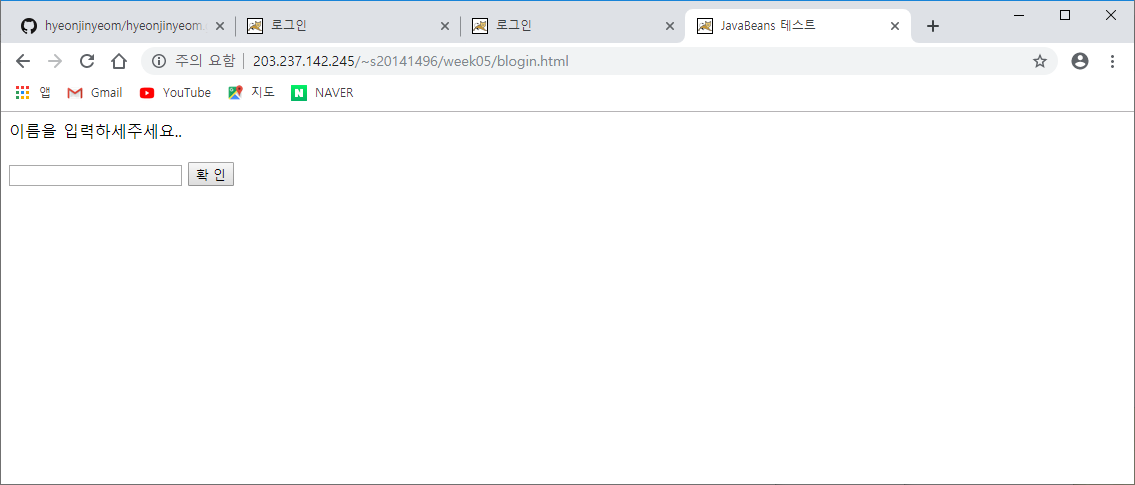 hyeonjinyeom/hyeonjinyeom.
로그인
로그인
JavaBeans 테스트
주의 요함 203.237.142.245/~s20141496/week05/blogin.html
앱 Gmail YouTube 지도 NAVER
이름을 입력하세주세요..
확 인